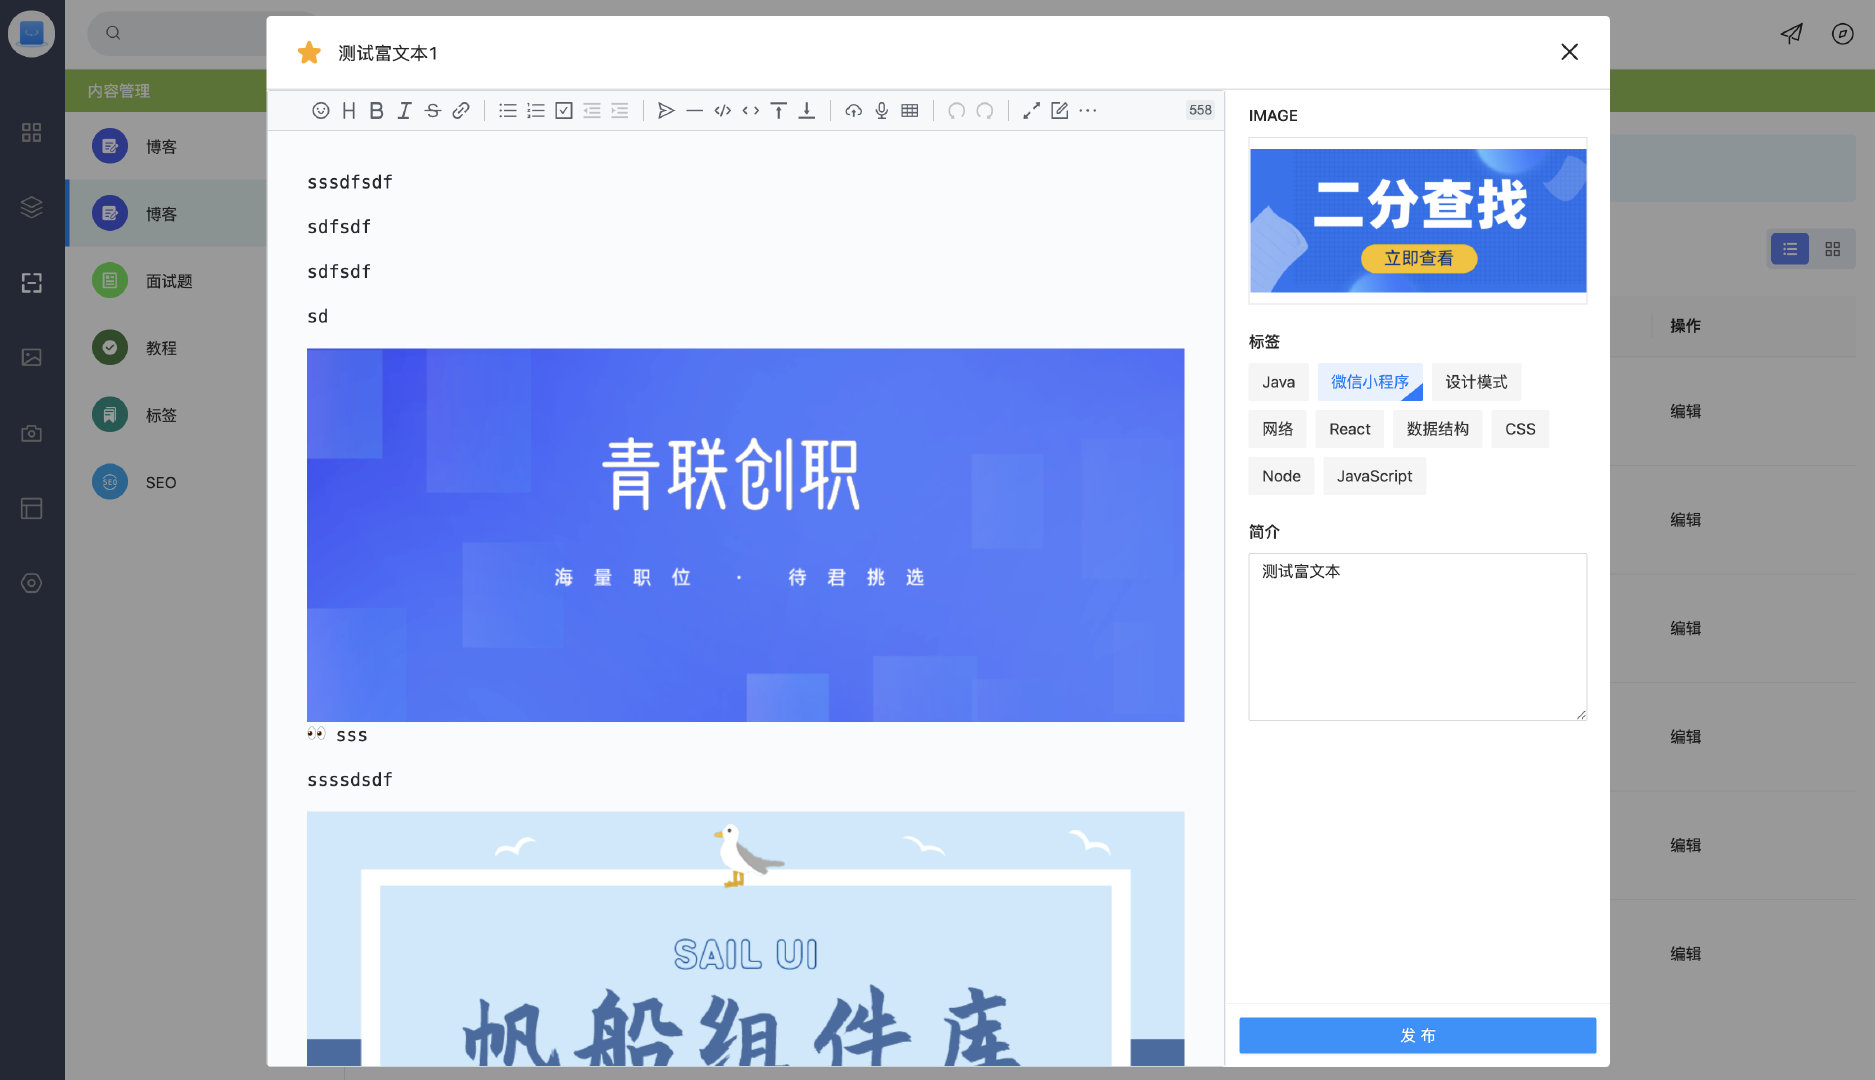 测试富文本1
内容管理
博客
博客
面试题
教程
标签
SEO
SEO
558
sssdfsdf
sdfsdf
sdfsdf
sd
青联创职
海量职位 · 待君挑选
👀 sss
ssssdsdf
SAIL UI
帆船组件库
IMAGE
二分查找
立即查看
标签
Java 微信小程序 设计模式
网络 React 数据结构 CSS
Node JavaScript
简介
测试富文本
发布
操作
编辑
编辑
编辑
编辑
编辑
编辑